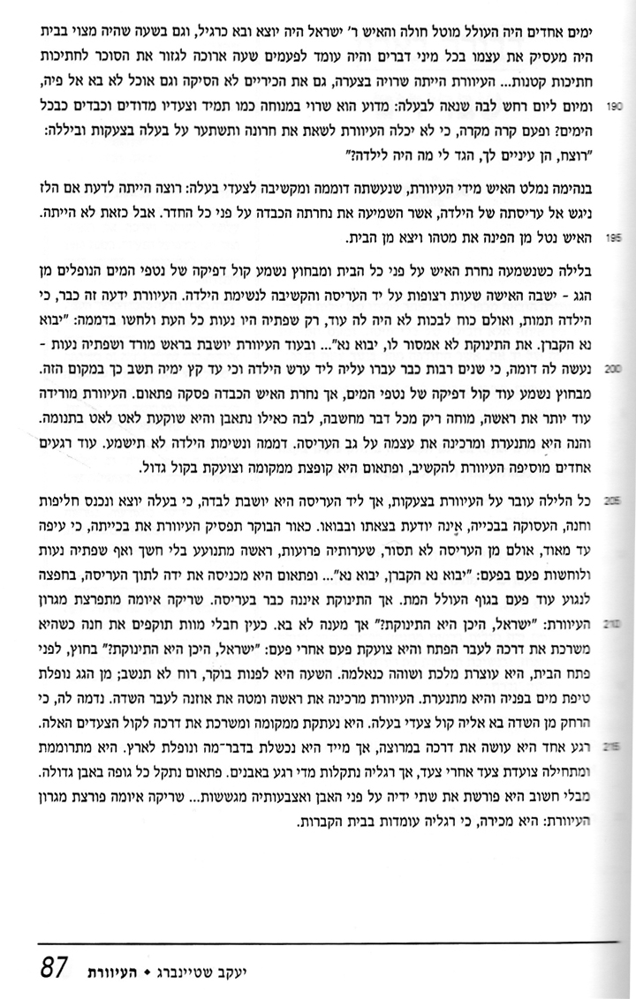 ימים אחדים היה העולל מוטל חולה והאיש ר׳ ישראל היה יוצא ובא כרגיל, וגם בשעה שהיה מצוי בבית
היה מעסיק את עצמו בכל מיני דברים והיה עומד לפעמים שעה ארוכה לגזור את הסוכר לחתיכות
חתיכות קטנות... העיוורת הייתה שרויה בצערה, גם את הכיריים לא הסיקה וגם אוכל לא בא אל פיה,
190 ומיום ליום רחש לבה שנאה לבעלה: מדוע הוא שרוי במנוחה כמו תמיד וצעדיו מדודים וכבדים כבכל
הימים? ופעם קרה מקרה, כי לא יכלה העיוורת לשאת את חרונה ותשתער על בעלה בצעקות וביללה:
"רוצח, הן עיניים לך, הגד לי מה היה לילדה?"
בנהימה נמלט האיש מידי העיוורת, שנעשתה דוממה ומקשיבה לצעדי בעלה: רוצה הייתה לדעת אם הלז
ניגש אל עריסתה של הילדה, אשר השמיעה את נחרתה הכבדה על פני כל החדר. אבל כזאת לא הייתה.
195 האיש נטל מן הפינה את מטהו ויצא מן הבית.
בלילה כשנשמעה נחרת האיש על פני כל הבית ומבחוץ נשמע קול דפיקה של נטפי המים הנופלים מן
הגג - ישבה האישה שעות רצופות על יד העריסה והקשיבה לנשימת הילדה. העיוורת ידעה זה כבר, כי
הילדה תמות, ואולם כוח לבכות לא היה לה עוד, רק שפתיה היו נעות כל העת ולחשו בדממה: "יבוא
נא הקברן. את התינוקת לא אמסור לו, יבוא נא"... ובעוד העיוורת יושבת בראש מורד ושפתיה נעות -
200 נעשה לה דומה, כי שנים רבות כבר עברו עליה ליד ערש הילדה וכי עד קץ ימיה תשב כך במקום הזה.
מבחוץ נשמע עוד קול דפיקה של נטפי המים, אך נחרת האיש הכבדה פסקה פתאום. העיוורת מורידה
עוד יותר את ראשה, מוחה ריק מכל דבר מחשבה, לבה כאילו נתאבן והיא שוקעת לאט לאט בתנומה.
והנה היא מתנערת ומרכינה את עצמה על גב העריסה. דממה ונשימת הילדה לא תישמע. עוד רגעים
אחדים מוסיפה העיוורת להקשיב, ופתאום היא קופצת ממקומה וצועקת בקול גדול.
205 כל הלילה עובר על העיוורת בצעקות, אך ליד העריסה היא יושבת לבדה, כי בעלה יוצא ונכנס חליפות
וחנה, העסוקה בבכייה, אינה יודעת בצאתו ובבואו. כאור הבוקר תפסיק העיוורת את בכייתה, כי עיפה
עד מאוד, אולם מן העריסה לא תסור, שערותיה פרועות, ראשה מתנועע בלי חשך ואף שפתיה נעות
ולוחשות פעם בפעם: "יבוא נא הקברן, יבוא נא"... ופתאום היא מכניסה את ידה לתוך העריסה, בחפצה
לנגוע עוד פעם בגוף העולל המת. אך התינוקת איננה כבר בעריסה. שריקה איומה מתפרצת מגרון
210 העיוורת: "ישראל, היכן היא התינוקת?" אך מענה לא בא. כעין חבלי מוות תוקפים את חנה כשהיא
משרכת את דרכה לעבר הפתח והיא צועקת פעם אחרי פעם: "ישראל, היכן היא התינוקת?" בחוץ, לפני
פתח הבית, היא עוצרת מלכת ושוהה כנאלמה. השעה היא לפנות בוקר, רוח לא תנשב; מן הגג נופלת
טיפת מים בפניה והיא מתנערת. העיוורת מרכינה את ראשה ומטה את אוזנה לעבר השדה. נדמה לה, כי
הרחק מן השדה בא אליה קול צעדי בעלה. היא נעתקת ממקומה ומשרכת את דרכה לקול הצעדים האלה.
215 רגע אחד היא עושה את דרכה במרוצה, אך מייד היא נכשלת בדבר־מה ונופלת לארץ. היא מתרוממת
ומתחילה צועדת צעד אחרי צעד, אך רגליה נתקלות מדי רגע באבנים. פתאום נתקל כל גופה באבן גדולה.
מבלי חשוב היא פורשת את שתי ידיה על פני האבן ואצבעותיה מגששות... שריקה איומה פורצת מגרון
העיוורת: היא מכירה, כי רגליה עומדות בבית הקברות.
יעקב שטיינברג ♦ העיוורת 87